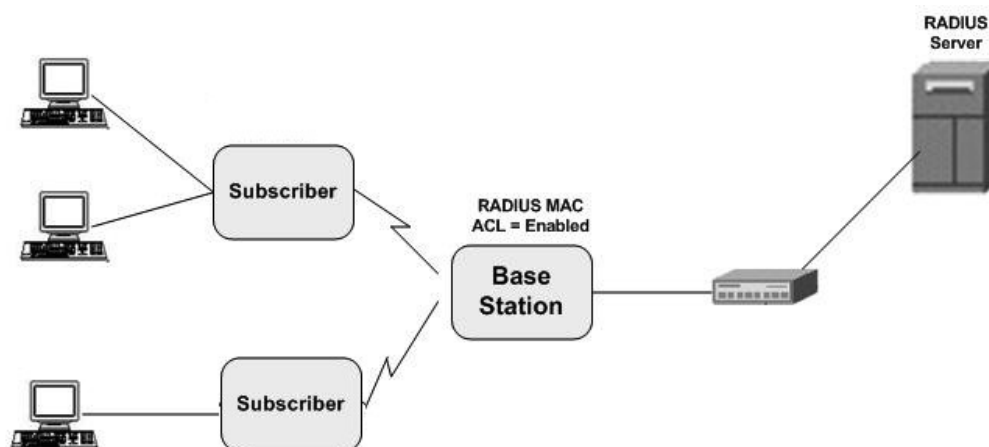 RADIUS
Server
Subscriber
RADIUS MAC
ACL = Enabled
Base
Station
Subscriber